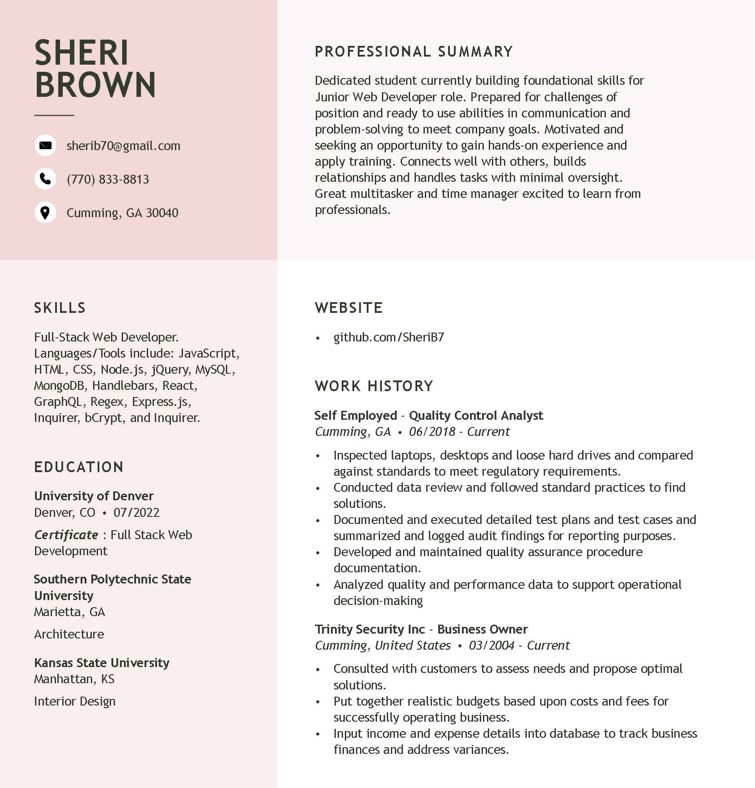 SHERI
BROWN
sherib70@gmail.com
(770) 833-8813
Cumming, GA 30040
PROFESSIONAL SUMMARY
Dedicated student currently building foundational skills for
Junior Web Developer role. Prepared for challenges of
position and ready to use abilities in communication and
problem-solving to meet company goals. Motivated and
seeking an opportunity to gain hands-on experience and
apply training. Connects well with others, builds
relationships and handles tasks with minimal oversight.
Great multitasker and time manager excited to learn from
professionals.
SKILLS
Full-Stack Web Developer.
Languages/Tools include: JavaScript,
HTML, CSS, Node.js, jQuery, MySQL,
MongoDB, Handlebars, React,
GraphQL, Regex, Express.js,
Inquirer, bCrypt, and Inquirer.
EDUCATION
University of Denver
Denver, CO • 07/2022
Certificate : Full Stack Web
Development
Southern Polytechnic State
University
Marietta, GA
Architecture
Kansas State University
Manhattan, KS
Interior Design
WEBSITE
• github.com/SheriB7
WORK HISTORY
Self Employed - Quality Control Analyst
Cumming, GA • 06/2018 - Current
• Inspected laptops, desktops and loose hard drives and compared
against standards to meet regulatory requirements.
• Conducted data review and followed standard practices to find
solutions.
• Documented and executed detailed test plans and test cases and
summarized and logged audit findings for reporting purposes.
• Developed and maintained quality assurance procedure
documentation.
• Analyzed quality and performance data to support operational
decision-making
Trinity Security Inc - Business Owner
Cumming, United States • 03/2004 - Current
• Consulted with customers to assess needs and propose optimal
solutions.
• Put together realistic budgets based upon costs and fees for
successfully operating business.
• Input income and expense details into database to track business
finances and address variances.